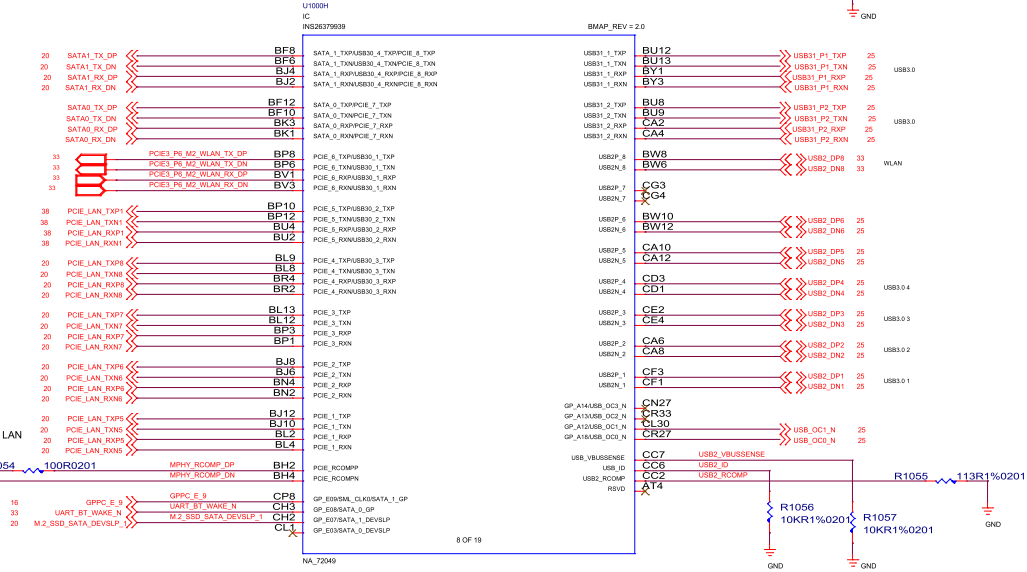 U1000H
IC
INS26379939
BMAP_REV = 2.0
GND
20 SATA1_TX_DP BF8 SATA_1_TXP/USB30_4_TXP/PCIE_8_TXP USB31_1_TXP BU12 USB31_P1_TXP 25
20 SATA1_TX_DN BF6 SATA_1_TXN/USB30_4_TXN/PCIE_8_TXN USB31_1_TXN BU13 USB31_P1_TXN 25 USB3.0
20 SATA1_RX_DP BJ4 SATA_1_RXP/USB30_4_RXP/PCIE_8_RXP USB31_1_RXP BY1 USB31_P1_RXP 25
20 SATA1_RX_DN BJ2 SATA_1_RXN/USB30_4_RXN/PCIE_8_RXN USB31_1_RXN BY3 USB31_P1_RXN 25
SATA0_TX_DP BF12 SATA_0_TXP/PCIE_7_TXP USB31_2_TXP BU8 USB31_P2_TXP 25
SATA0_TX_DN BF10 SATA_0_TXN/PCIE_7_TXN USB31_2_TXN BU9 USB31_P2_TXN 25 USB3.0
SATA0_RX_DP BK3 SATA_0_RXP/PCIE_7_RXP USB31_2_RXP CA2 USB31_P2_RXP 25
SATA0_RX_DN BK1 SATA_0_RXN/PCIE_7_RXN USB31_2_RXN CA4 USB31_P2_RXN 25
33 PCIE3_P6_M2_WLAN_TX_DP BP8 PCIE_6_TXP/USB30_1_TXP USB2P_8 BW8 USB2_DP8 33 WLAN
33 PCIE3_P6_M2_WLAN_TX_DN BP6 PCIE_6_TXN/USB30_1_TXN USB2N_8 BW6 USB2_DN8 33
33 PCIE3_P6_M2_WLAN_RX_DP BV1 PCIE_6_RXP/USB30_1_RXP USB2P_7 CG3
33 PCIE3_P6_M2_WLAN_RX_DN BV3 PCIE_6_RXN/USB30_1_RXN USB2N_7 CG4
38 PCIE_LAN_TXP1 BP10 PCIE_5_TXP/USB30_2_TXP USB2P_6 BW10 USB2_DP6 25
38 PCIE_LAN_TXN1 BP12 PCIE_5_TXN/USB30_2_TXN USB2N_6 BW12 USB2_DN6 25
38 PCIE_LAN_RXP1 BU4 PCIE_5_RXP/USB30_2_RXP USB2P_5 CA10 USB2_DP5 25
38 PCIE_LAN_RXN1 BU2 PCIE_5_RXN/USB30_2_RXN USB2N_5 CA12 USB2_DN5 25
20 PCIE_LAN_TXP8 BL9 PCIE_4_TXP/USB30_3_TXP
20 PCIE_LAN_TXN8 BL8 PCIE_4_TXN/USB30_3_TXN
20 PCIE_LAN_RXP8 BR4 PCIE_4_RXP/USB30_3_RXP USB2P_4 CD3 USB2_DP4 25 USB3.0 4
20 PCIE_LAN_RXN8 BR2 PCIE_4_RXN/USB30_3_RXN USB2N_4 CD1 USB2_DN4 25
20 PCIE_LAN_TXP7 BL13 PCIE_3_TXP USB2P_3 CE2 USB2_DP3 25 USB3.0 3
20 PCIE_LAN_TXN7 BL12 PCIE_3_TXN USB2N_3 CE4 USB2_DN3 25
20 PCIE_LAN_RXP7 BP3 PCIE_3_RXP USB2P_2 CA6 USB2_DP2 25 USB3.0 2
20 PCIE_LAN_RXN7 BP1 PCIE_3_RXN USB2N_2 CA8 USB2_DN2 25
20 PCIE_LAN_TXP6 BJ8 PCIE_2_TXP USB2P_1 CF3 USB2_DP1 25 USB3.0 1
20 PCIE_LAN_TXN6 BJ6 PCIE_2_TXN USB2N_1 CF1 USB2_DN1 25
20 PCIE_LAN_RXP6 BN4 PCIE_2_RXP
20 PCIE_LAN_RXN6 BN2 PCIE_2_RXN GP_A14/USB_OC3_N CN27
20 PCIE_LAN_TXP5 BJ12 PCIE_1_TXP GP_A13/USB_OC2_N CR33
20 PCIE_LAN_TXN5 BJ10 PCIE_1_TXN GP_A12/USB_OC1_N CL30 USB_OC1_N 25
LAN 20 PCIE_LAN_RXP5 BL2 PCIE_1_RXP GP_A18/USB_OC0_N CR27 USB_OC0_N 25
20 PCIE_LAN_RXN5 BL4 PCIE_1_RXN
USB_VBUSSENSE CC7 USB2_VBUSSENSE
054 100R0201 MPHY_RCOMP_DP BH2 PCIE_RCOMPP USB_ID CC6 USB2_ID
MPHY_RCOMP_DN BH4 PCIE_RCOMPN USB2_RCOMP CC2 USB2_RCOMP R1055 113R1%0201
RSVD AT4
16 GPPC_E_9 GPPC_E_9 CP8 GP_E09/SML_CLK0/SATA_1_GP
33 UART_BT_WAKE_N UART_BT_WAKE_N CH3 GP_E08/SATA_0_GP
20 M.2_SSD_SATA_DEVSLP_1 M.2_SSD_SATA_DEVSLP_1 CH2 GP_E07/SATA_1_DEVSLP
CL1 GP_E03/SATA_0_DEVSLP
R1056
10KR1%0201
R1057
10KR1%0201
GND
8 OF 19
NA_72049
GND
GND